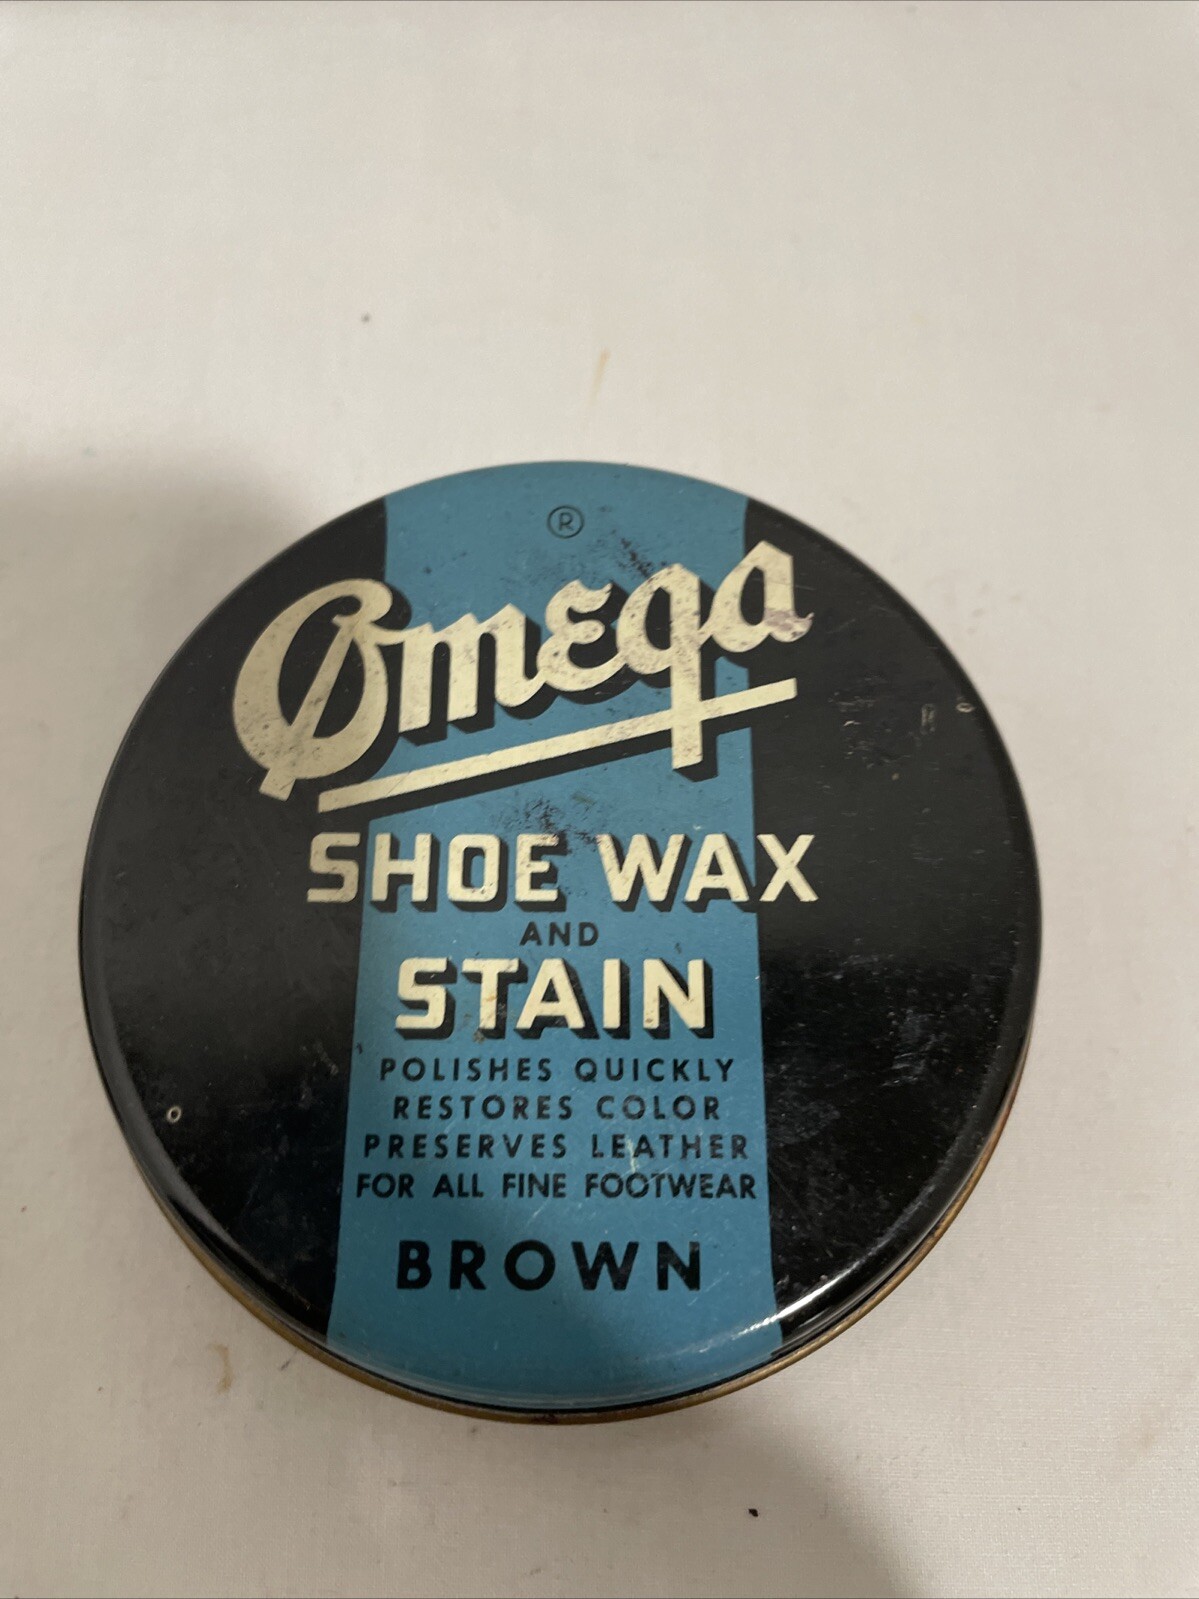 ®
Omega
SHOE WAX
AND
STAIN
POLISHES QUICKLY
RESTORES COLOR
PRESERVES LEATHER
FOR ALL FINE FOOTWEAR
BROWN